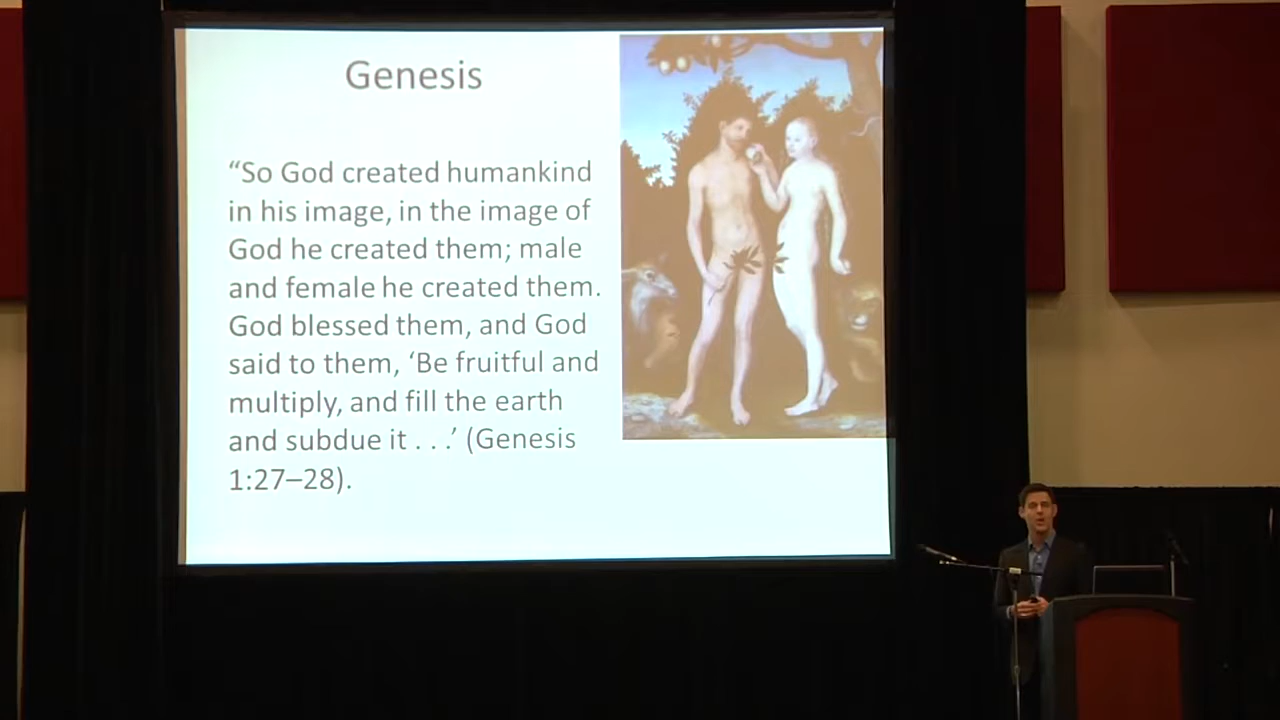 Genesis
“So God created humankind
in his image, in the image of
God he created them; male
and female he created them.
God blessed them, and God
said to them, ‘Be fruitful and
multiply, and fill the earth
and subdue it . . .’ (Genesis
1:27–28).